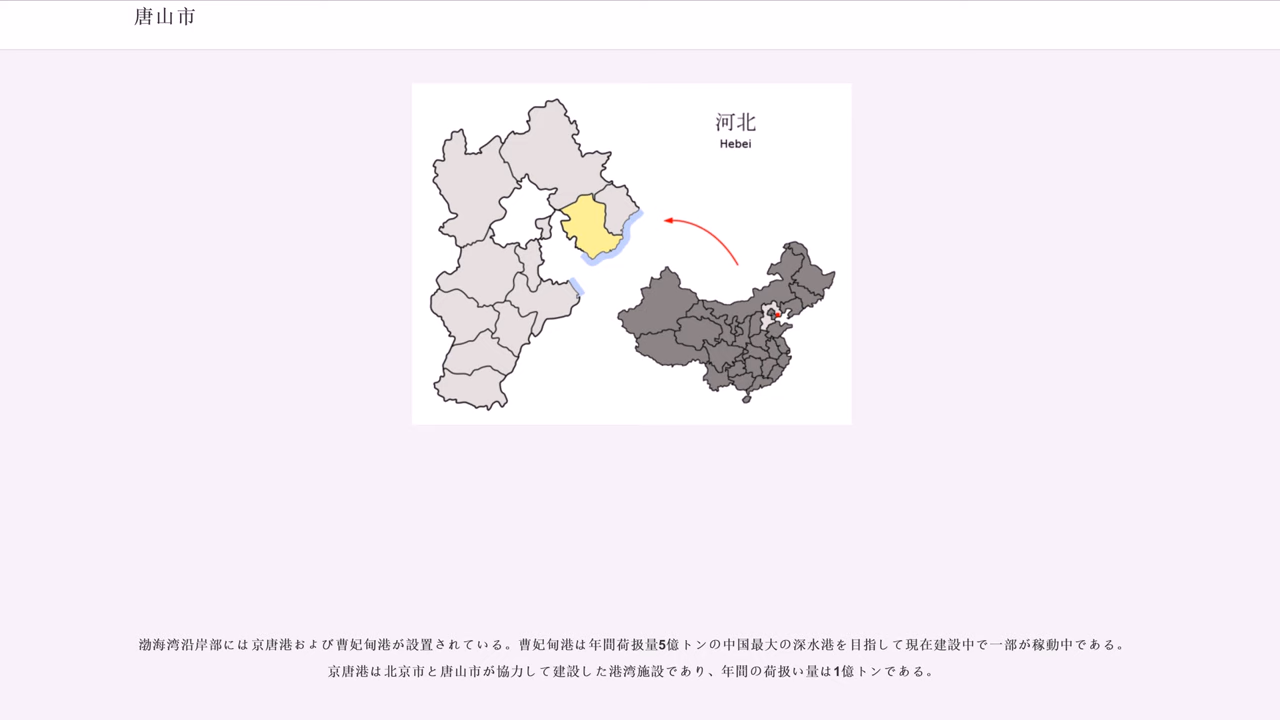 唐山市
河北
Hebei
渤海湾沿岸部には京唐港および曹妃甸港が設置されている。曹妃甸港は年間荷扱量5億トンの中国最大の深水港を目指して現在建設中で一部が稼動中である。
京唐港は北京市と唐山市が協力して建設した港湾施設であり、年間の荷扱い量は1億トンである。